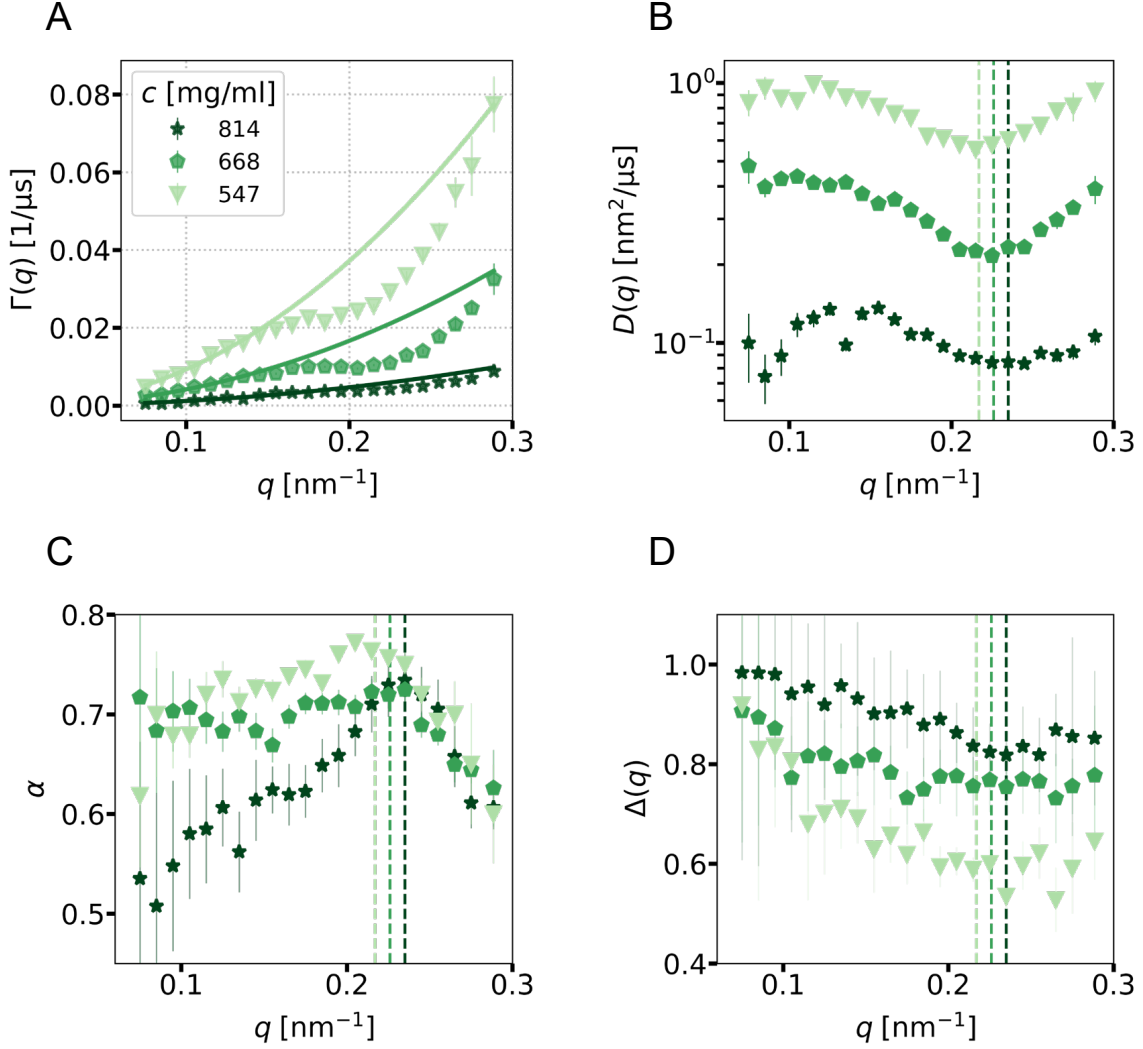 A
Γ(q) [1/μs]
0.08
0.06
0.04
0.02
0.00
c [mg/ml]
814
668
547
0.1
0.2
0.3
q [nm⁻¹]
B
D(q) [nm²/μs]
10⁰
10⁻¹
0.1
0.2
0.3
q [nm⁻¹]
C
α
0.8
0.7
0.6
0.5
0.1
0.2
0.3
q [nm⁻¹]
D
Δ(q)
1.0
0.8
0.6
0.4
0.1
0.2
0.3
q [nm⁻¹]